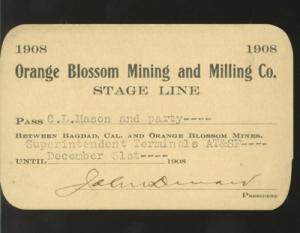 1908 1908
Orange Blossom Mining and Milling Co.
STAGE LINE
PASS C.L.Mason and party----
BETWEEN BAGDAD, CAL. AND ORANGE BLOSSOM MINES.
Superintendent Terminals AT&SF----
UNTIL December 31st---- 1908
John
PRESIDENT